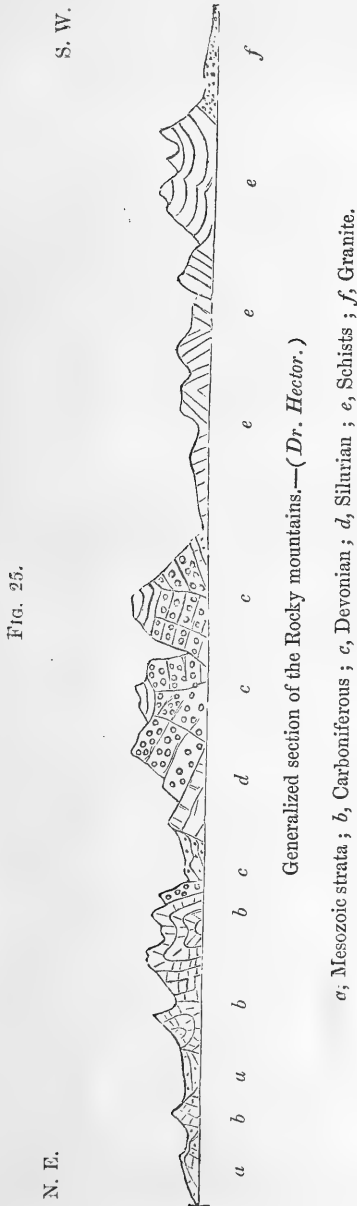 Fig. 25.
N. E. S. W.
a b a b b c d c c e e e f
Generalized section of the Rocky mountains.—(Dr. Hector.)
a; Mesozoic strata ; b, Carboniferous ; c, Devonian ; d, Silurian ; e, Schists ; f, Granite.